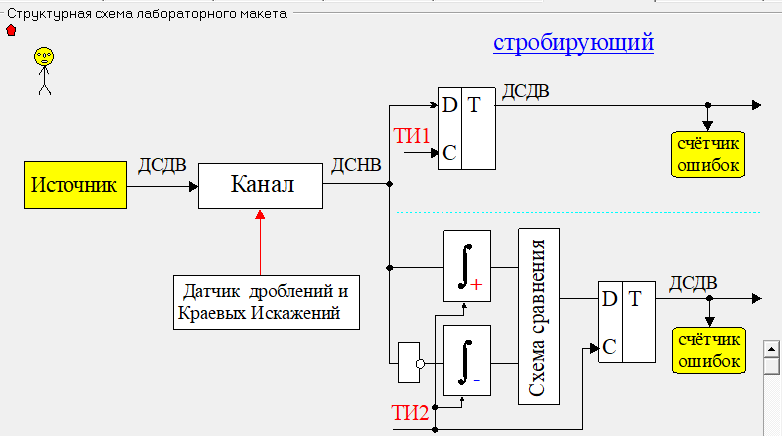 Структурная схема лабораторного макета
стробирующий
D T
ДСДВ
ТИ1
C
счётчик
ошибок
ДСДВ
ДСНВ
Источник
Канал
Датчик дроблений и
Краевых Искажений
∫+
Схема сравнения
ДСДВ
D T
C
∫-
счётчик
ошибок
ТИ2